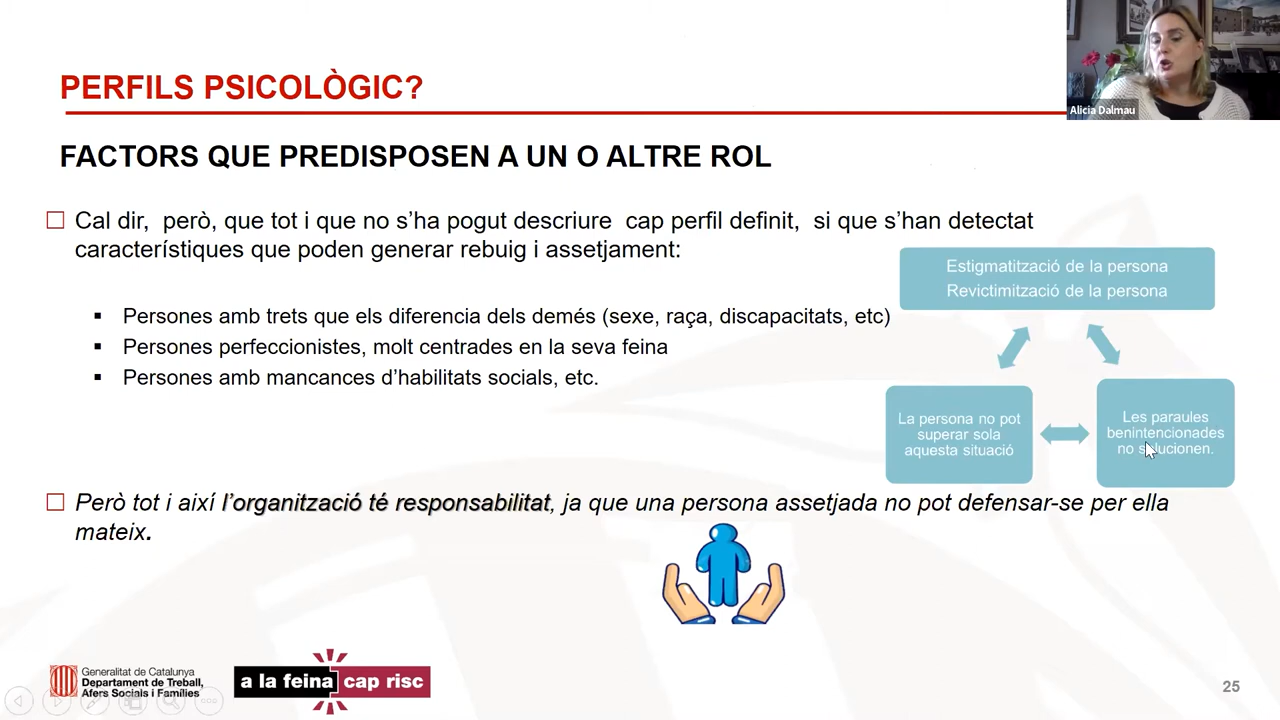 PERFILS PSICOLÒGIC?
Alicia Dalmau
FACTORS QUE PREDISPOSEN A UN O ALTRE ROL
Cal dir, però, que tot i que no s’ha pogut descriure cap perfil definit, si que s’han detectat
característiques que poden generar rebuig i assetjament:
Estigmatització de la persona
Revictimització de la persona
Persones amb trets que els diferencia dels demés (sexe, raça, discapacitats, etc)
Persones perfeccionistes, molt centrades en la seva feina
Persones amb mancances d’habilitats socials, etc.
La persona no pot
superar sola
aquesta situació
Les paraules
benintencionades
no solucionen.
Però tot i així l’organització té responsabilitat, ja que una persona assetjada no pot defensar-se per ella
mateix.
Generalitat de Catalunya
Departament de Treball,
Afers Socials i Famílies
a la feina cap risc
25